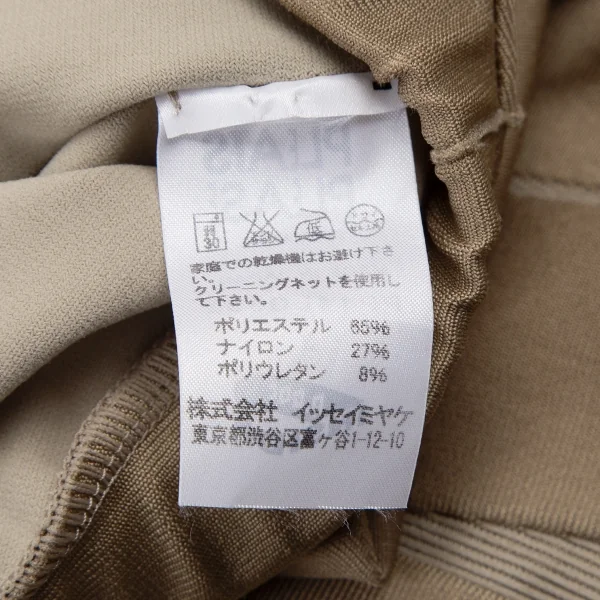 弱
30
低
家庭での乾燥機はお避け下さ
い。
クリーニングネットを使用し
て下さい。
ポリエステル 65%
ナイロン 27%
ポリウレタン 8%
株式会社 イッセイミヤケ
東京都渋谷区富ヶ谷1-12-10